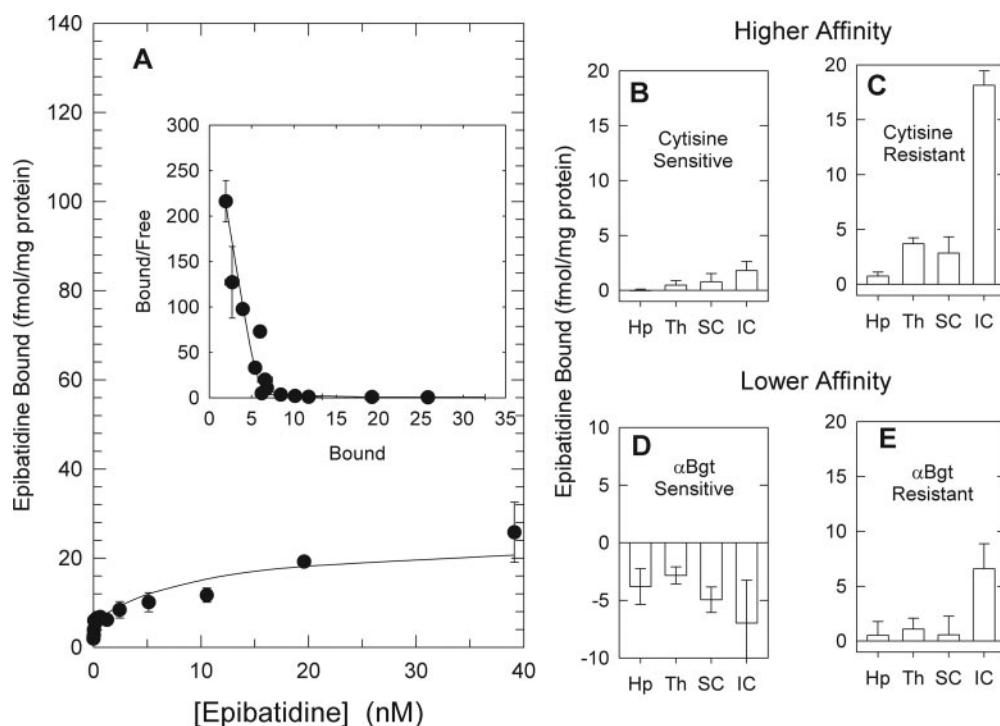 A
Epibatidine Bound (fmol/mg protein)
140
120
100
80
60
40
20
0
0 10 20 30 40
[Epibatidine] (nM)
Bound/Free
300
250
200
150
100
50
0
0 5 10 15 20 25 30 35
Bound
Higher Affinity
Epibatidine Bound (fmol/mg protein)
B
Cytisine
Sensitive
20
15
10
5
0
Hp Th SC IC
C
Cytisine
Resistant
20
15
10
5
0
Hp Th SC IC
Lower Affinity
D
αBgt
Sensitive
10
5
0
-5
-10
Hp Th SC IC
E
αBgt
Resistant
20
15
10
5
0
Hp Th SC IC